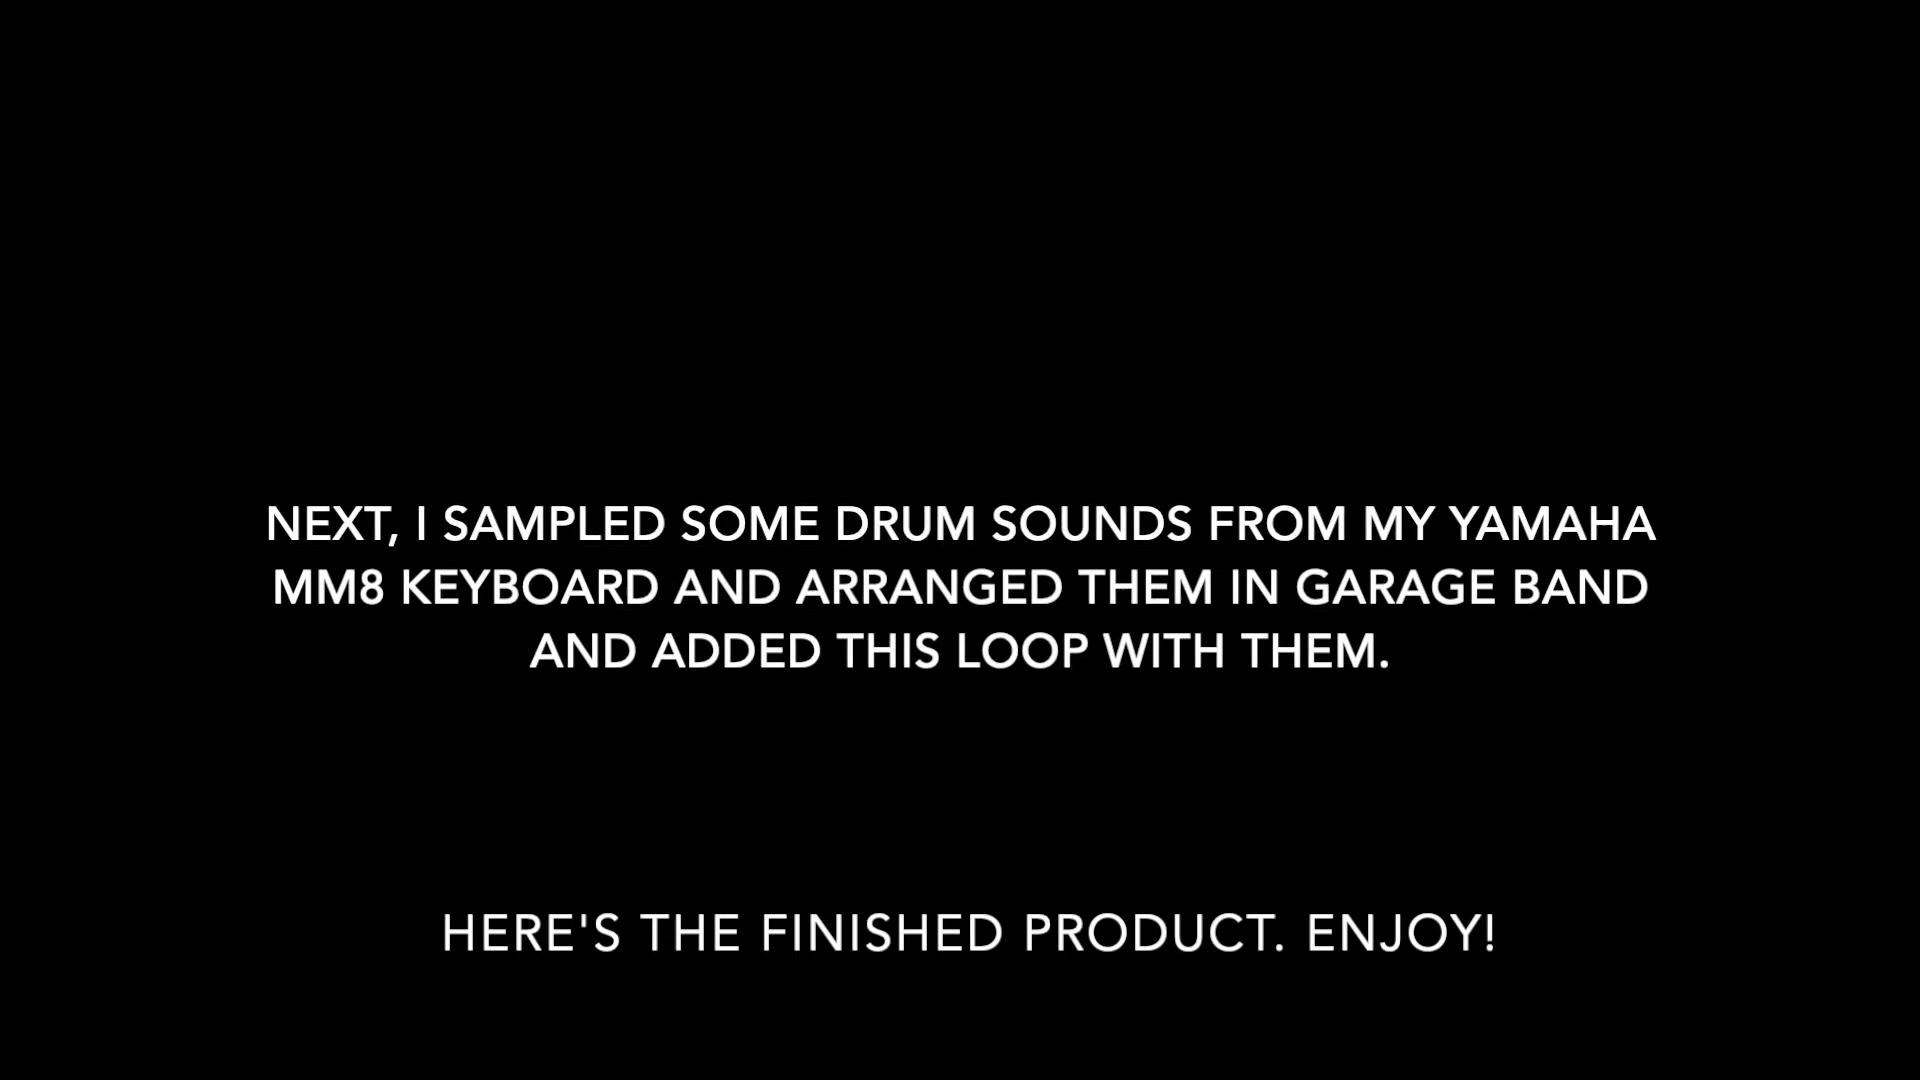 NEXT, I SAMPLED SOME DRUM SOUNDS FROM MY YAMAHA
MM8 KEYBOARD AND ARRANGED THEM IN GARAGE BAND
AND ADDED THIS LOOP WITH THEM.
HERE'S THE FINISHED PRODUCT. ENJOY!